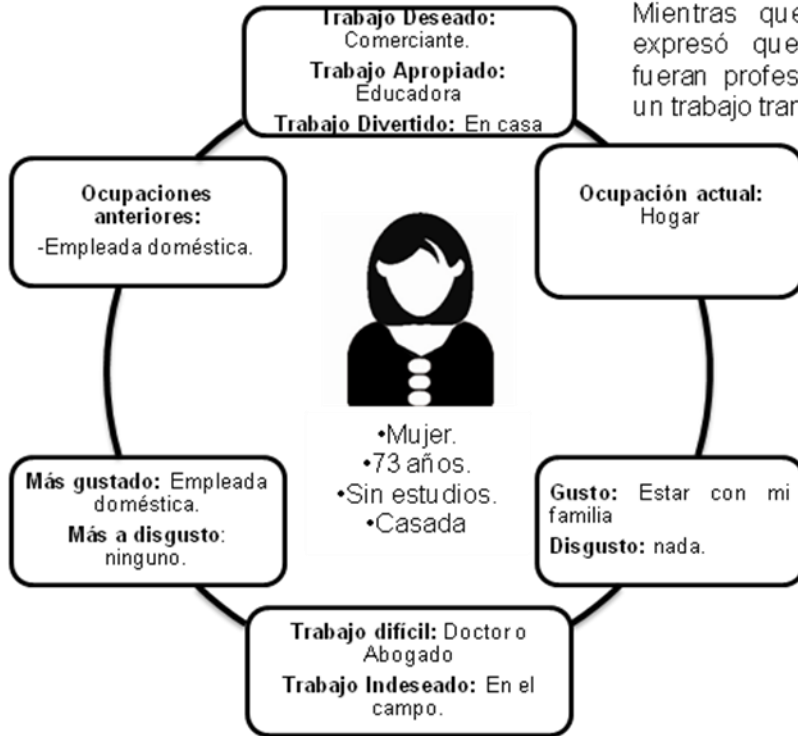 Trabajo Deseado:
Comerciante.
Trabajo Apropiado:
Educadora
Trabajo Divertido: En casa
Mientras que
expresó que
fueran profes
un trabajo tran
Ocupaciones
anteriores:
-Empleada doméstica.
Ocupación actual:
Hogar
•Mujer.
•73 años.
•Sin estudios.
•Casada
Más gustado: Empleada
doméstica.
Más a disgusto:
ninguno.
Gusto: Estar con mi
familia
Disgusto: nada.
Trabajo difícil: Doctor o
Abogado
Trabajo Indeseado: En el
campo.